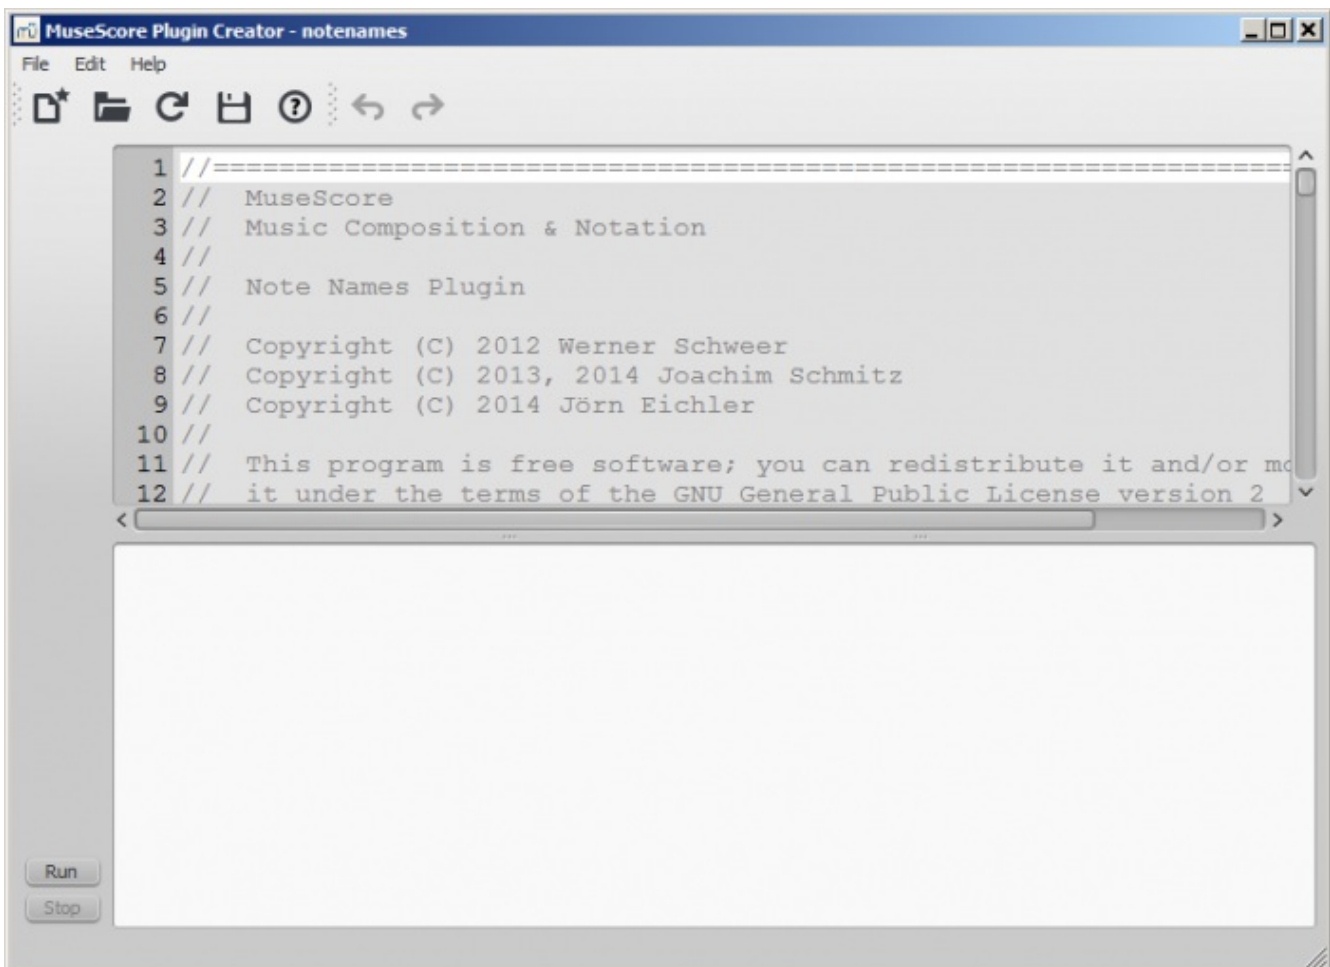 MuseScore Plugin Creator - notenames
File Edit Help
1 //==================================================================
2 // MuseScore
3 // Music Composition & Notation
4 //
5 // Note Names Plugin
6 //
7 // Copyright (C) 2012 Werner Schweer
8 // Copyright (C) 2013, 2014 Joachim Schmitz
9 // Copyright (C) 2014 Jörn Eichler
10 //
11 // This program is free software; you can redistribute it and/or mo
12 // it under the terms of the GNU General Public License version 2
Run
Stop